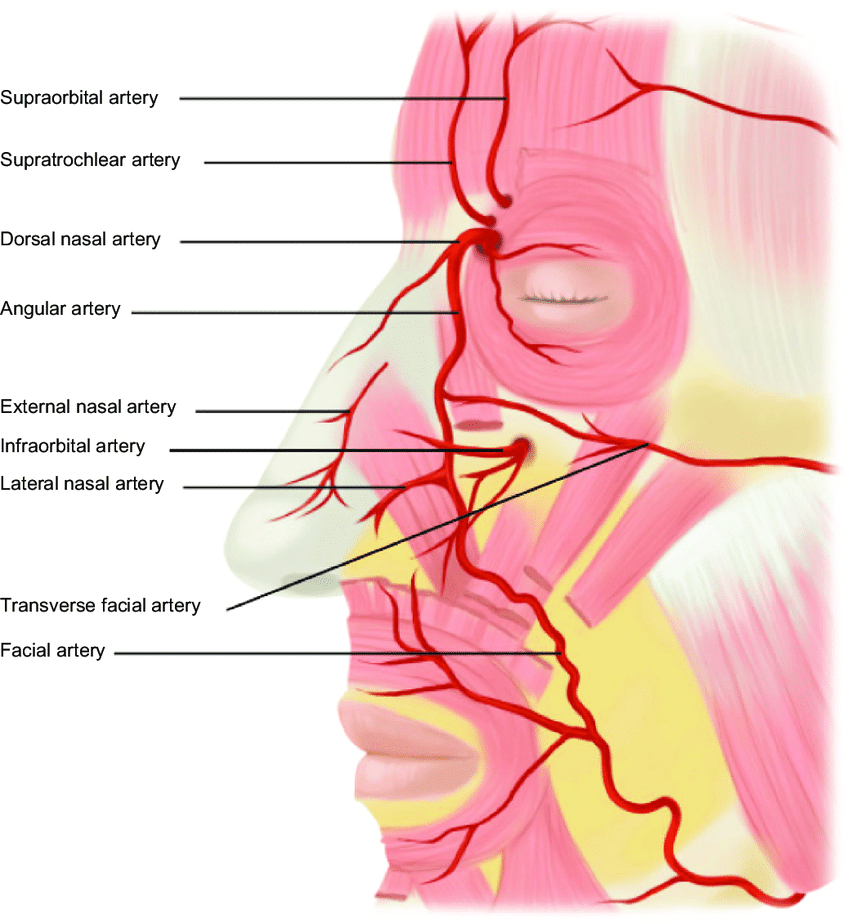 Supraorbital artery
Supratrochlear artery
Dorsal nasal artery
Angular artery
External nasal artery
Infraorbital artery
Lateral nasal artery
Transverse facial artery
Facial artery